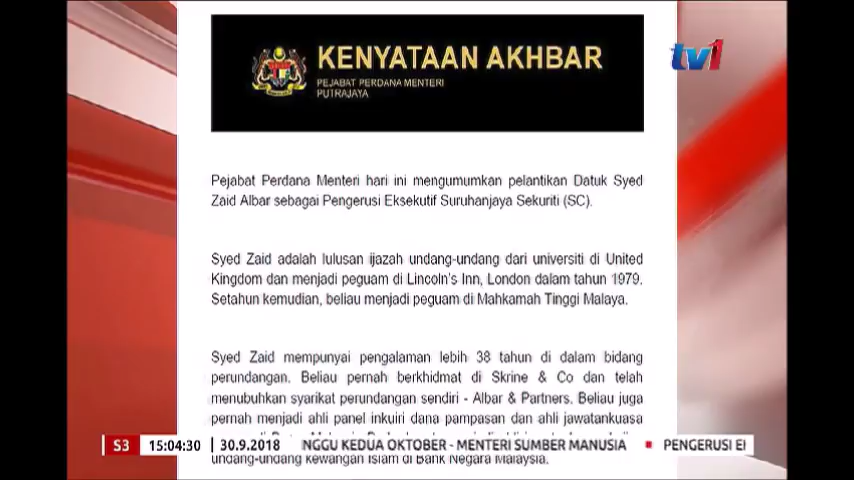 KENYATAAN AKHBAR
tv1
PEJABAT PERDANA MENTERI
PUTRAJAYA
Pejabat Perdana Menteri hari ini mengumumkan pelantikan Datuk Syed
Zaid Albar sebagai Pengerusi Eksekutif Suruhanjaya Sekuriti (SC).
Syed Zaid adalah lulusan ijazah undang-undang dari universiti di United
Kingdom dan menjadi peguam di Lincoln's Inn, London dalam tahun 1979.
Setahun kemudian, beliau menjadi peguam di Mahkamah Tinggi Malaya.
Syed Zaid mempunyai pengalaman lebih 38 tahun di dalam bidang
perundangan. Beliau pernah berkhidmat di Skrine & Co dan telah
menubuhkan syarikat perundangan sendiri - Albar & Partners. Beliau juga
pernah menjadi ahli panel inkuiri dana pampasan dan ahli jawatankuasa
S3 15:04:30 30.9.2018 INGGU KEDUA OKTOBER - MENTERI SUMBER MANUSIA ▪ PENGERUSI
undang-undang kewangan Islam di Bank Negara Malaysia.